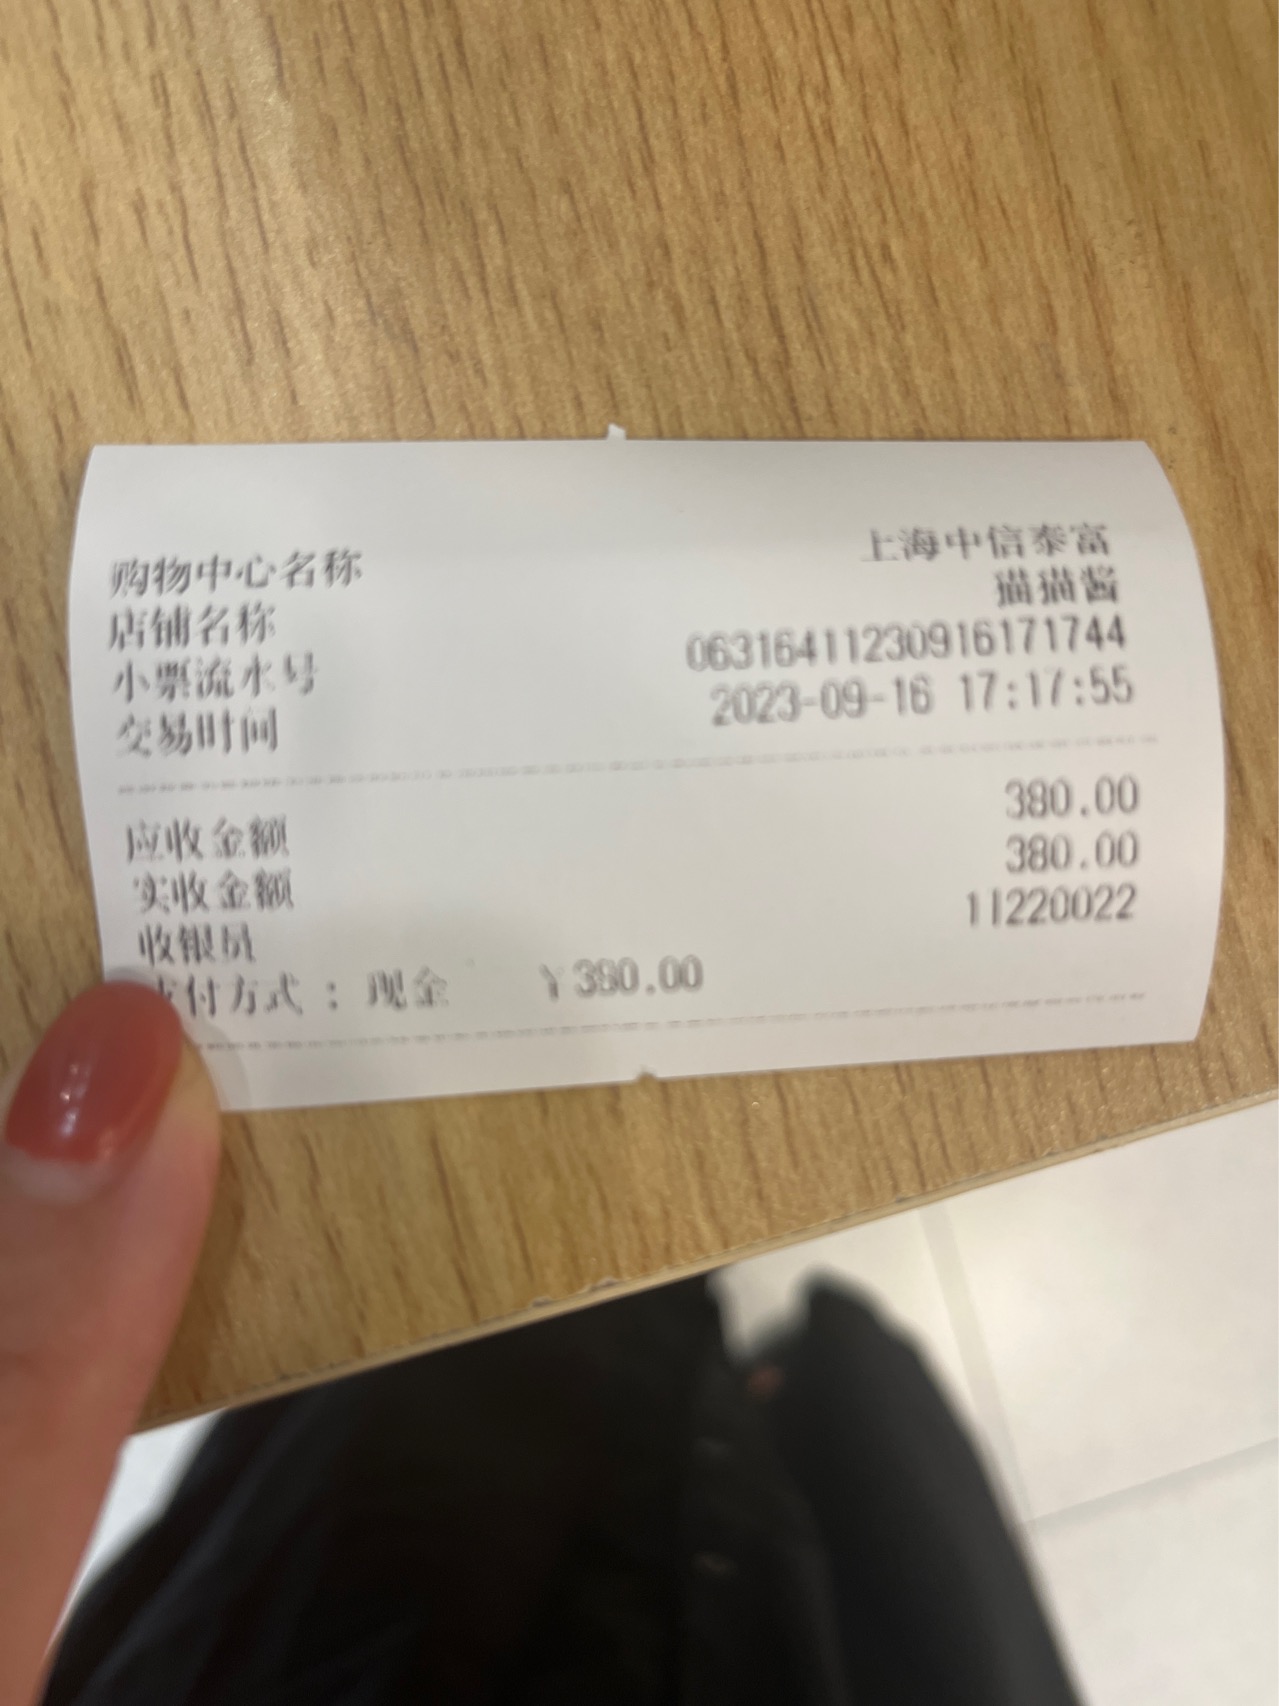 购物中心名称 上海中信泰富
店铺名称 猫猫酱
小票流水号 06316411230916171744
交易时间 2023-09-16 17:17:55
应收金额 380.00
实收金额 380.00
收银员 11220022
支付方式：现金 ¥380.00